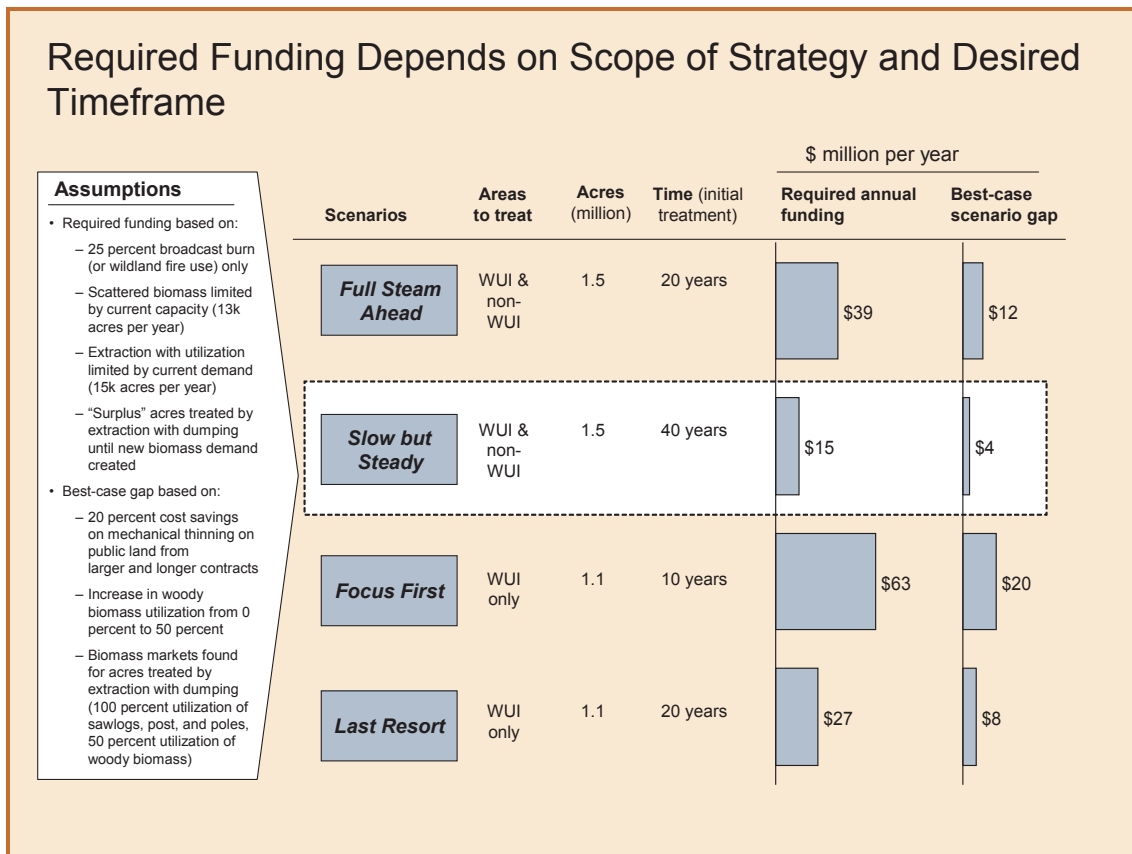 Required Funding Depends on Scope of Strategy and Desired
Timeframe
Assumptions
• Required funding based on:
– 25 percent broadcast burn
(or wildland fire use) only
– Scattered biomass limited
by current capacity (13k
acres per year)
– Extraction with utilization
limited by current demand
(15k acres per year)
– “Surplus” acres treated by
extraction with dumping
until new biomass demand
created
• Best-case gap based on:
– 20 percent cost savings
on mechanical thinning on
public land from
larger and longer contracts
– Increase in woody
biomass utilization from 0
percent to 50 percent
– Biomass markets found
for acres treated by
extraction with dumping
(100 percent utilization of
sawlogs, post, and poles,
50 percent utilization of
woody biomass)
$ million per year
Scenarios
Areas
to treat
Acres
(million)
Time (initial
treatment)
Required annual
funding
Best-case
scenario gap
Full Steam
Ahead
WUI &
non-
WUI
1.5
20 years
$39
$12
Slow but
Steady
WUI &
non-
WUI
1.5
40 years
$15
$4
Focus First
WUI
only
1.1
10 years
$63
$20
Last Resort
WUI
only
1.1
20 years
$27
$8